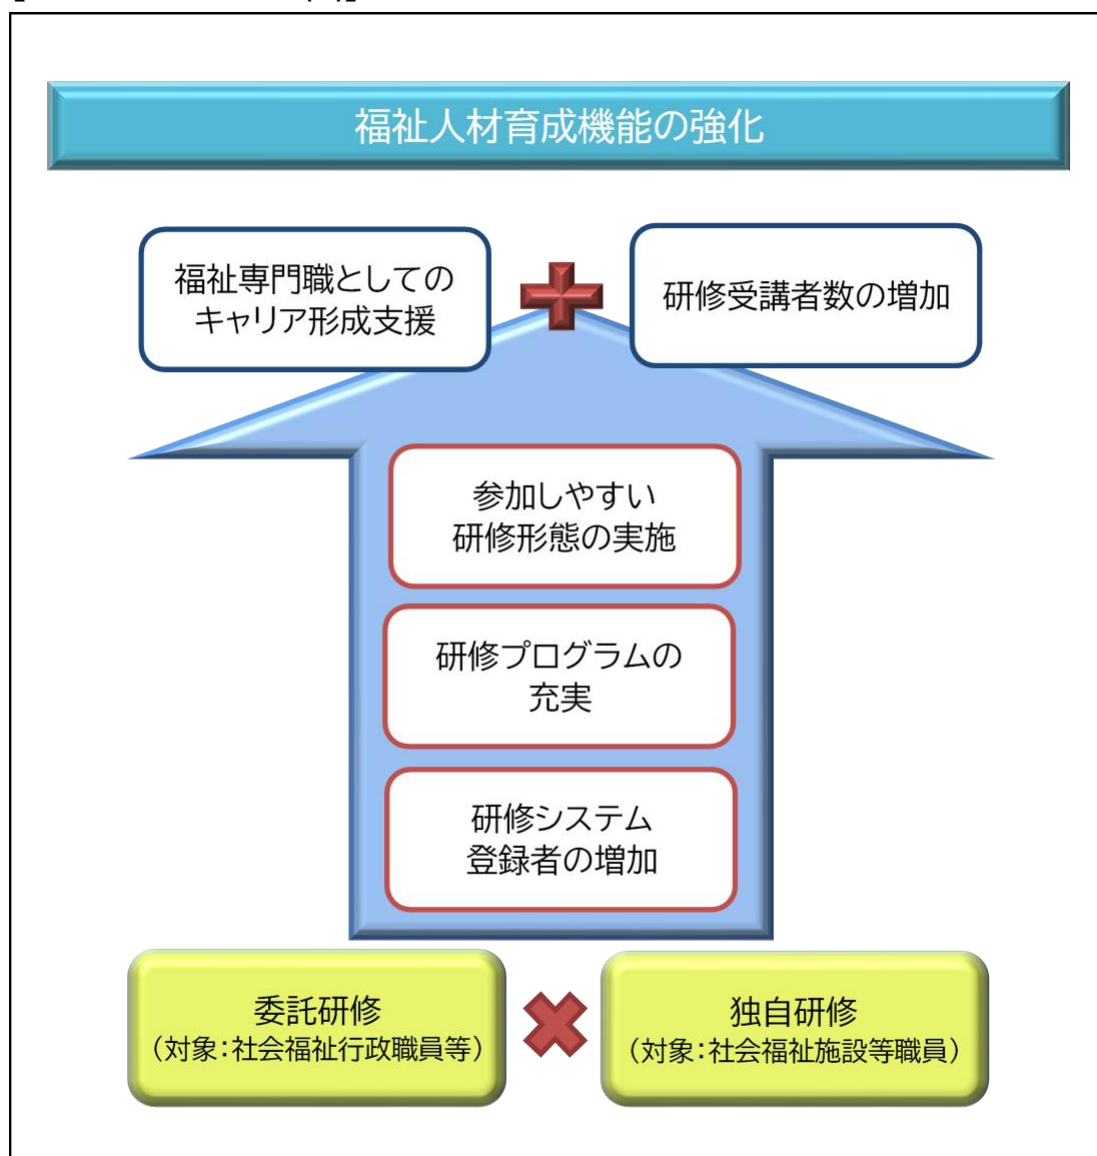 福祉人材育成機能の強化
福祉専門職としての
キャリア形成支援
研修受講者数の増加
参加しやすい
研修形態の実施
研修プログラムの
充実
研修システム
登録者の増加
委託研修
（対象：社会福祉行政職員等）
独自研修
（対象：社会福祉施設等職員）